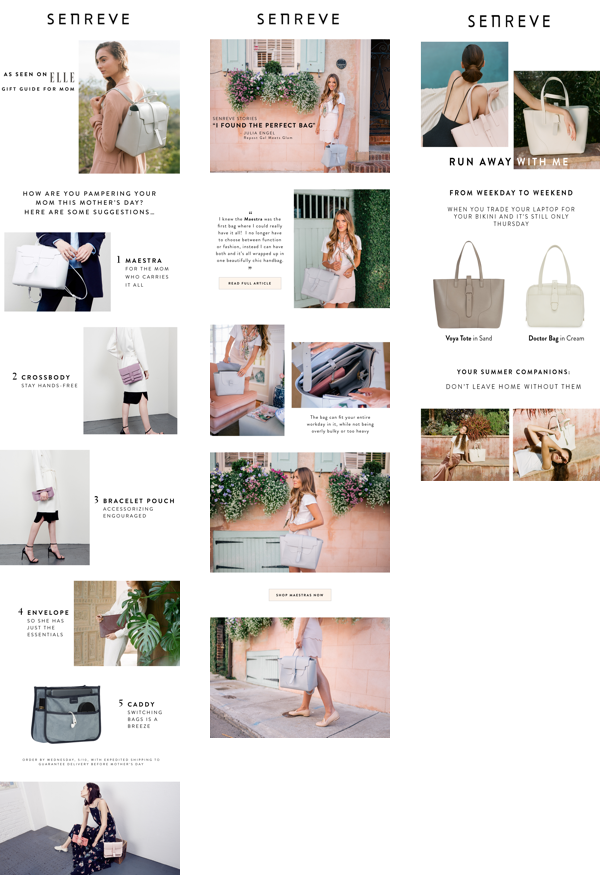 SENREVE
AS SEEN ON ELLE
GIFT GUIDE FOR MOM
HOW ARE YOU PAMPERING YOUR
MOM THIS MOTHER'S DAY?
HERE ARE SOME SUGGESTIONS...
1 MAESTRA
FOR THE MOM
WHO CARRIES
IT ALL
2 CROSSBODY
STAY HANDS-FREE
3 BRACELET POUCH
ACCESSORIZING
ENGOURAGED
4 ENVELOPE
SO SHE HAS
JUST THE
ESSENTIALS
5 CADDY
SWITCHING
BAGS IS A
BREEZE
ORDER BY WEDNESDAY, 5/10, WITH EXPEDITED SHIPPING TO
GUARANTEE DELIVERY BEFORE MOTHER'S DAY
SENREVE
SENREVE STORIES
"I FOUND THE PERFECT BAG"
JULIA ENGEL
Repost Gal Meets Glam
"
I knew the Maestra was the
first bag where I could really
have it all! I no longer have
to choose between function
or fashion, instead I can have
both and it's all wrapped up in
one beautifully chic handbag.
"
READ FULL ARTICLE
The bag can fit your entire
workday in it, while not being
overly bulky or too heavy
SHOP MAESTRAS NOW
SENREVE
RUN AWAY WITH ME
FROM WEEKDAY TO WEEKEND
WHEN YOU TRADE YOUR LAPTOP FOR
YOUR BIKINI AND IT'S STILL ONLY
THURSDAY
Voya Tote in Sand
Doctor Bag in Cream
YOUR SUMMER COMPANIONS:
DON'T LEAVE HOME WITHOUT THEM